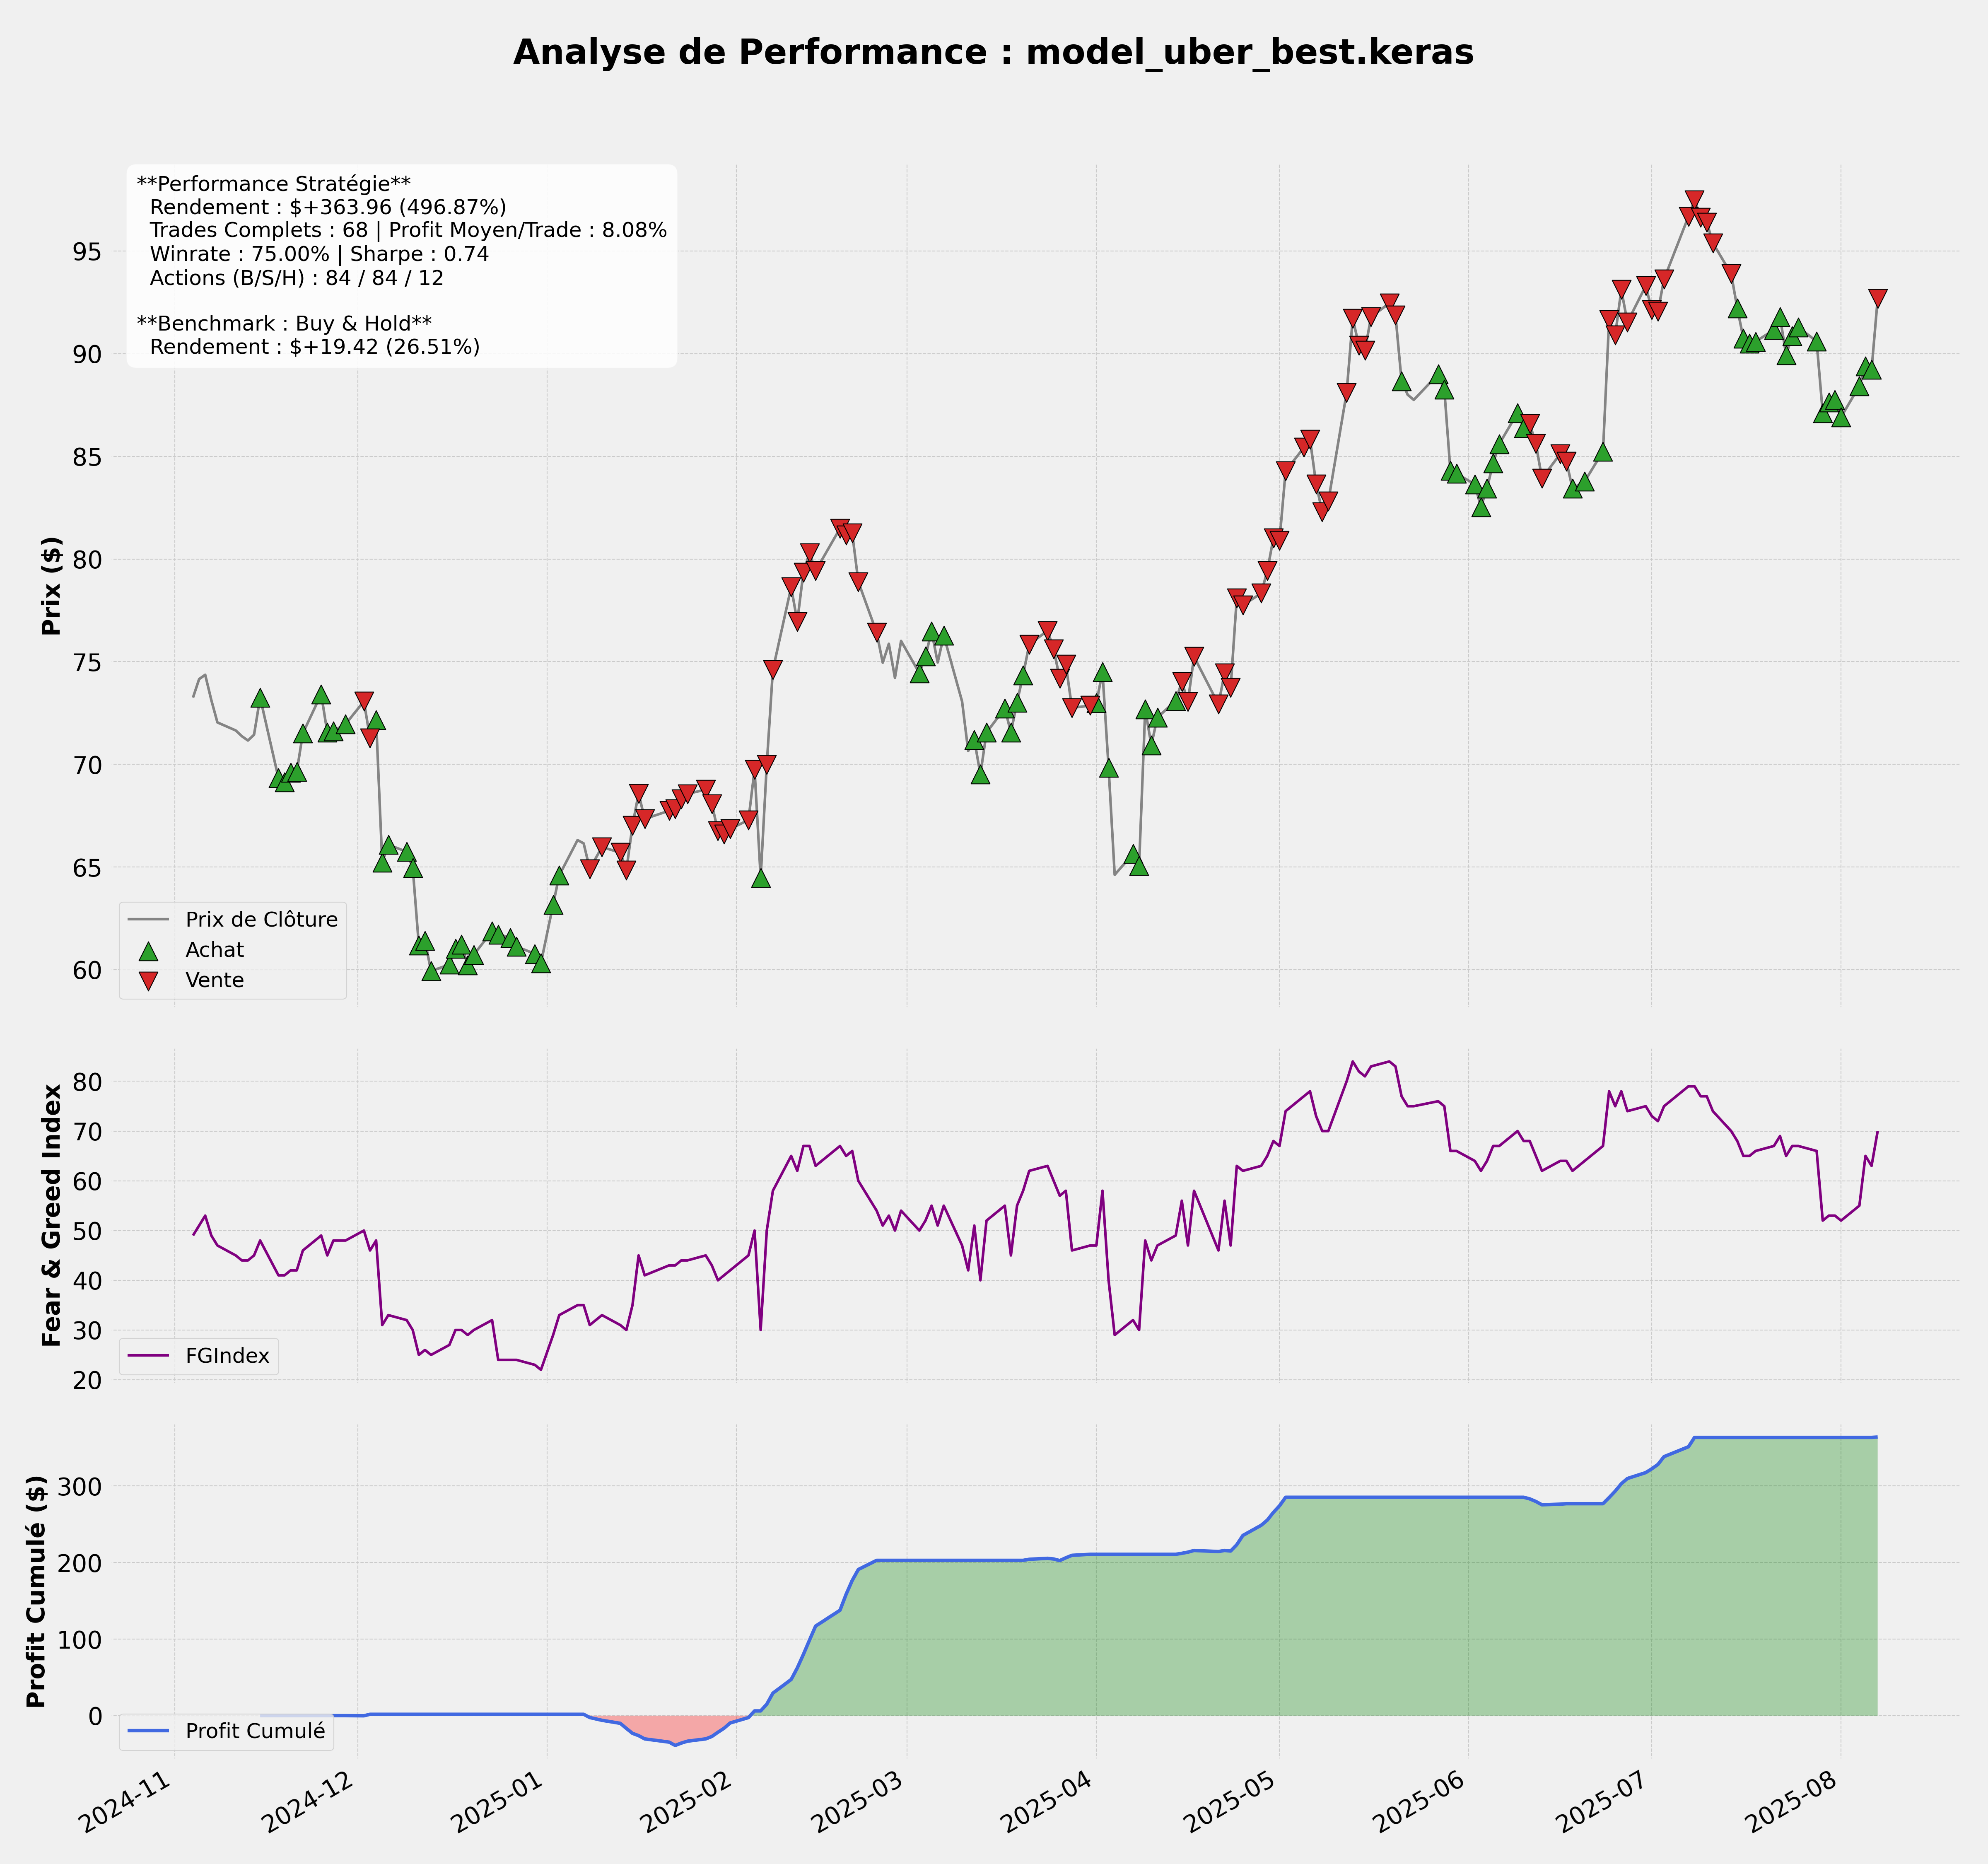 Analyse de Performance : model_uber_best.keras
**Performance Stratégie**
Rendement : $+363.96 (496.87%)
Trades Complets : 68 | Profit Moyen/Trade : 8.08%
Winrate : 75.00% | Sharpe : 0.74
Actions (B/S/H) : 84 / 84 / 12
**Benchmark : Buy & Hold**
Rendement : $+19.42 (26.51%)
Prix ($)
95
90
85
80
75
70
65
60
Prix de Clôture
Achat
Vente
Fear & Greed Index
80
70
60
50
40
30
20
FGIndex
Profit Cumulé ($)
300
200
100
0
Profit Cumulé
2024-11
2024-12
2025-01
2025-02
2025-03
2025-04
2025-05
2025-06
2025-07
2025-08